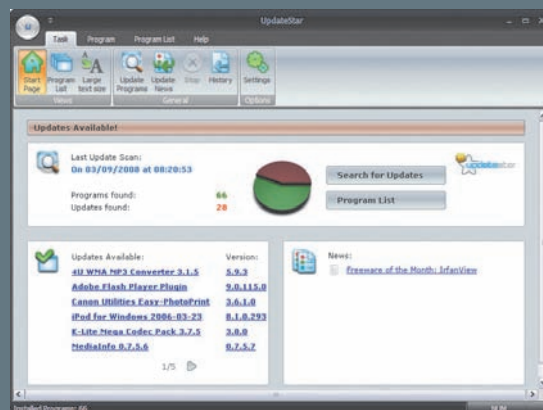 UpdateStar
Task Program Program List Help
Start Page Program List Large text size Update Programs Update News Stop History Settings
Views General Options
Updates Available!
Last Update Scan:
On 03/09/2008 at 08:20:53
Programs found: 66
Updates found: 28
Search for Updates
Program List
updatestar
Updates Available: Version:
4U WMA MP3 Converter 3.1.5 5.9.3
Adobe Flash Player Plugin 9.0.115.0
Canon Utilities Easy-PhotoPrint 3.6.1.0
iPod for Windows 2006-03-23 8.1.0.293
K-Lite Mega Codec Pack 3.7.5 3.8.0
MediaInfo 0.7.5.6 0.7.5.7
1/5
News:
Freeware of the Month: IrfanView
Installed Programs: 66